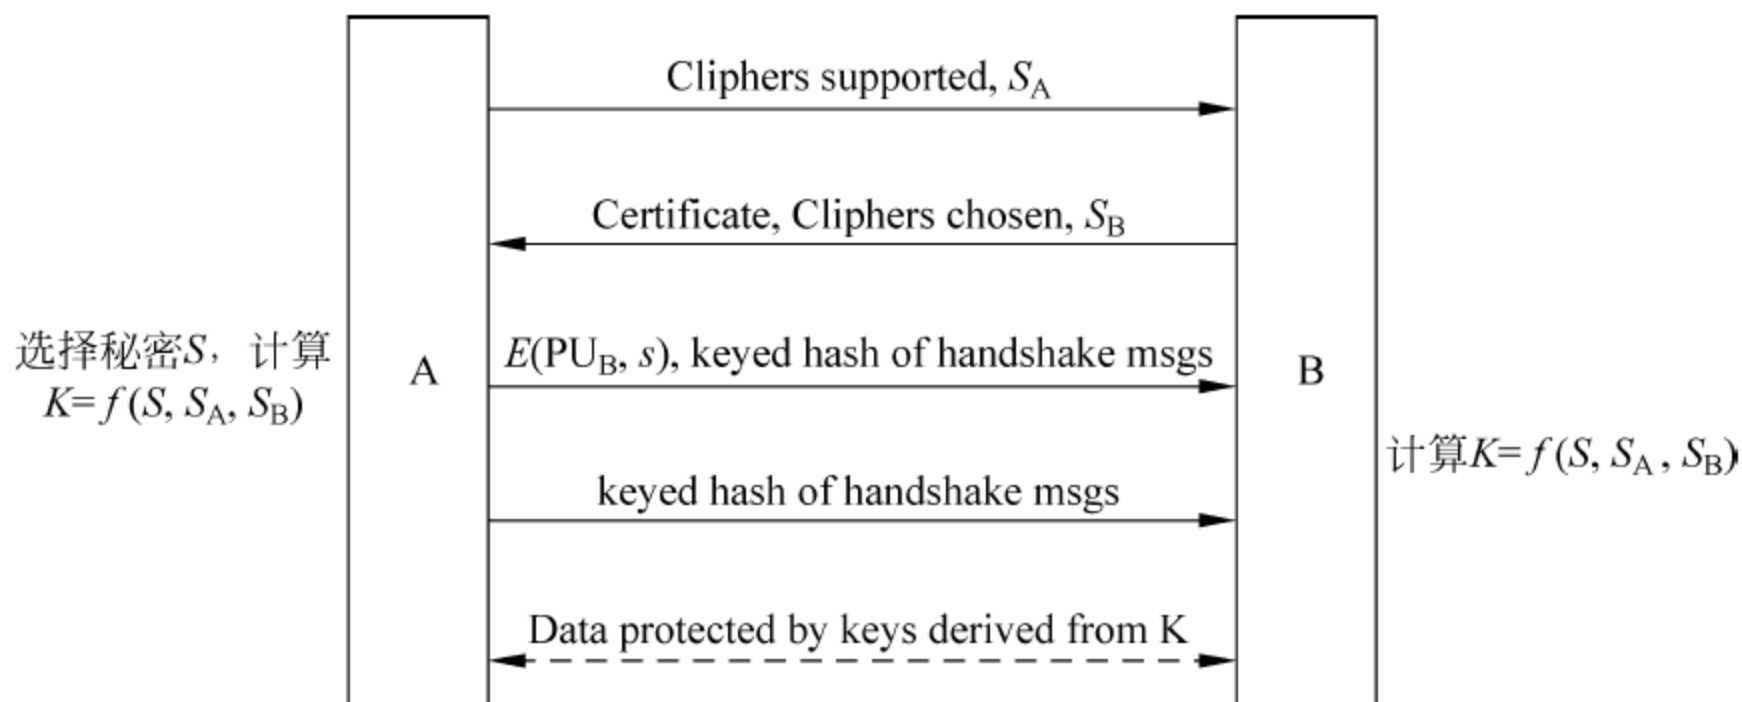 Cliphers supported, SA
Certificate, Cliphers chosen, SB
选择秘密S，计算
K=f(S, SA, SB)
A
E(PUB, s), keyed hash of handshake msgs
B
计算K=f(S, SA, SB)
keyed hash of handshake msgs
Data protected by keys derived from K